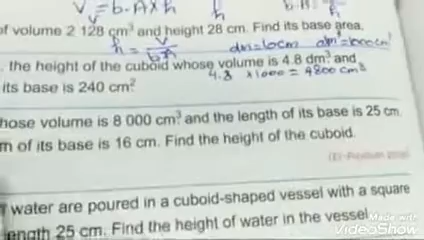 V = b.A x h
of volume 2 128 cm³ and height 28 cm. Find its base area.
h = V / bA dm = 10cm dm³ = 1000 cm³
the height of the cuboid whose volume is 4.8 dm³ and
4.8 x 1000 = 4800 cm³
its base is 240 cm²
hose volume is 8 000 cm³ and the length of its base is 25 cm
m of its base is 16 cm. Find the height of the cuboid.
water are poured in a cuboid-shaped vessel with a square
length 25 cm. Find the height of water in the vessel
Made with
VideoShow